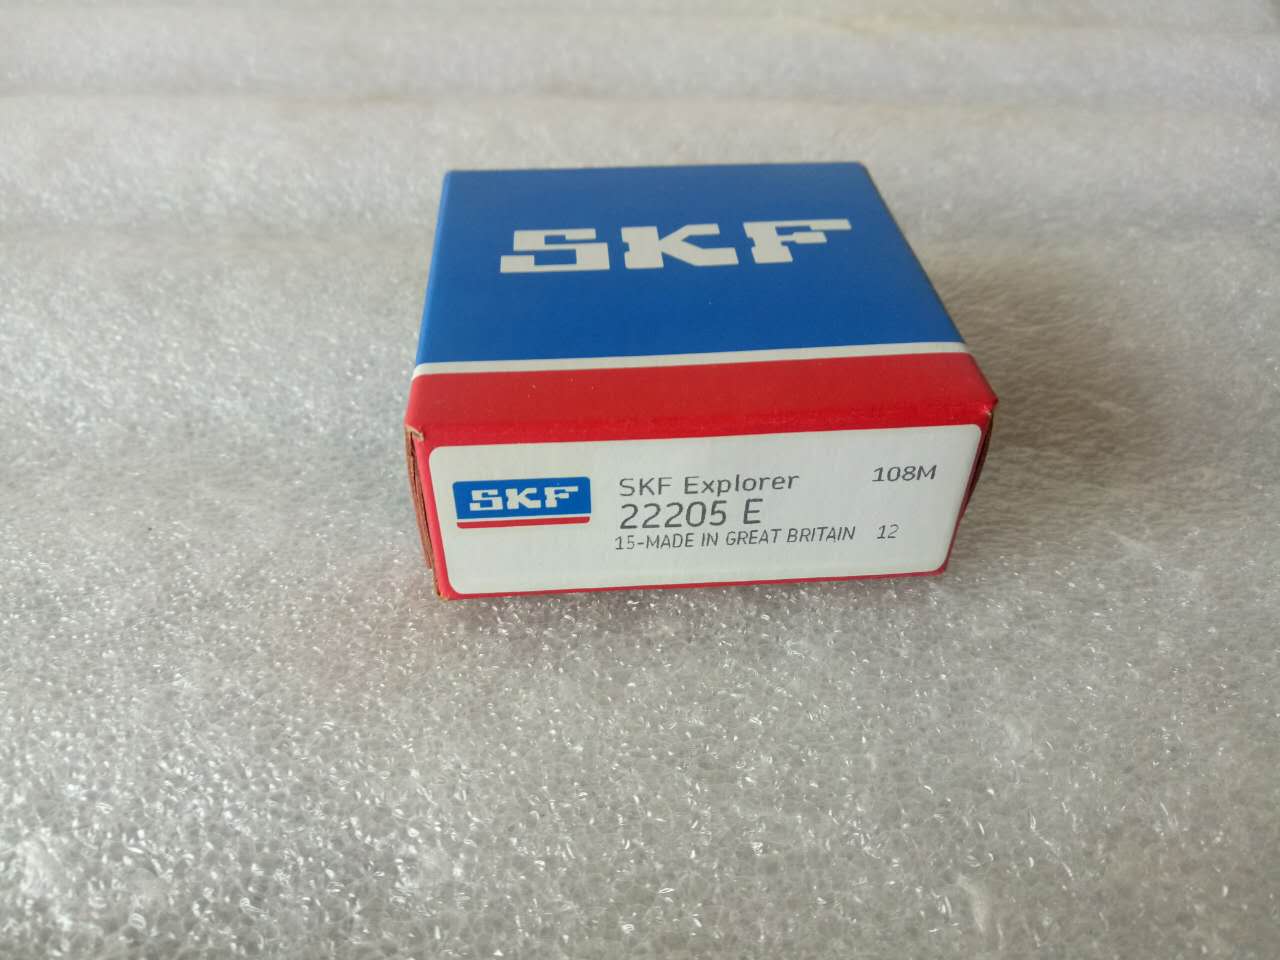 SKF
SKF
SKF Explorer 108M
22205 E
15-MADE IN GREAT BRITAIN 12